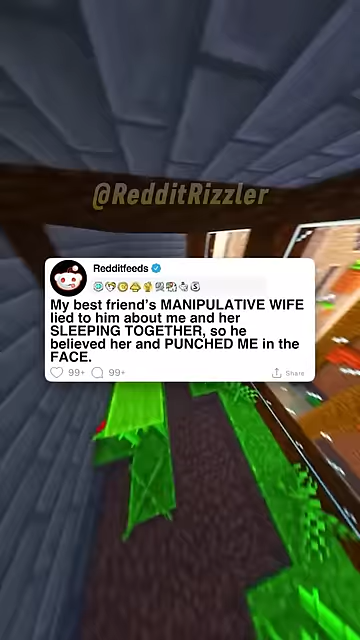 @RedditRizzler
Redditfeeds
My best friend's MANIPULATIVE WIFE
lied to him about me and her
SLEEPING TOGETHER, so he
believed her and PUNCHED ME in the
FACE.
99+ 99+ Share